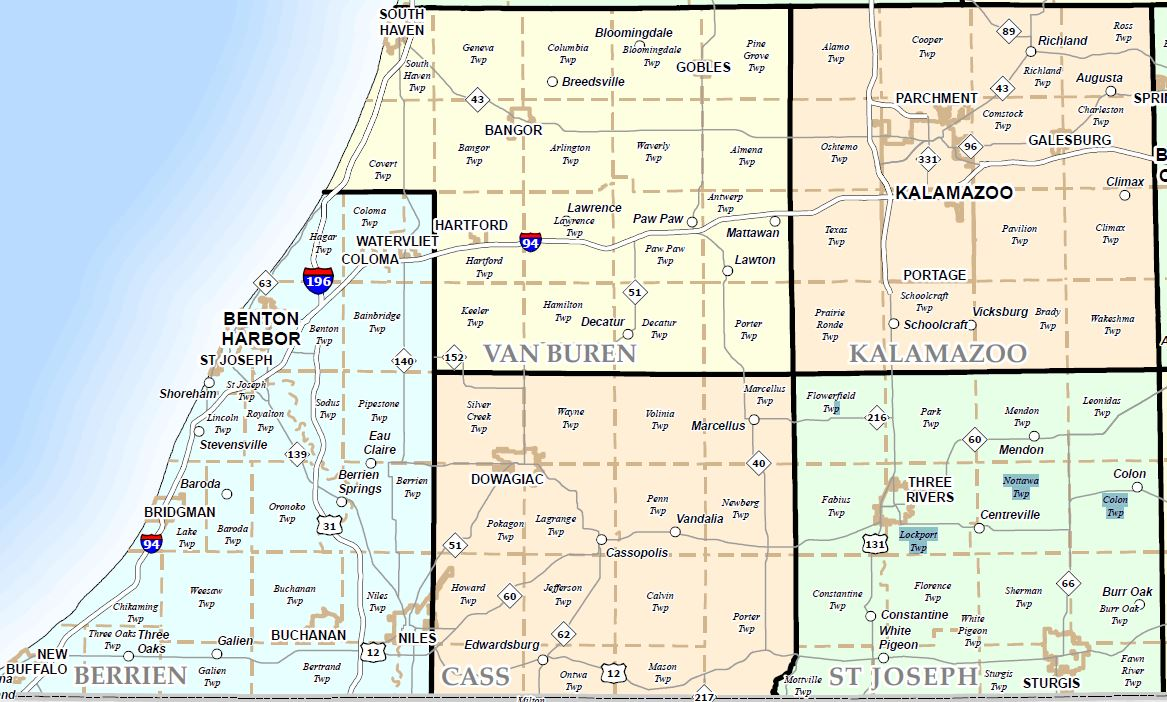 SOUTH
HAVEN
Geneva
Twp
Columbia
Twp
Bloomingdale
Bloomingdale
Twp
GOBLES
Pine
Grove
Twp
Alamo
Twp
Cooper
Twp
89
Richland
Ross
Twp
South
Haven
Twp
Breedsville
Richland
Twp
Augusta
43
43
PARCHMENT
Comstock
Twp
Charleston
Twp
SPRIN
BANGOR
Bangor
Twp
Arlington
Twp
Waverly
Twp
Almena
Twp
Oshtemo
Twp
331
96
GALESBURG
B
C
Covert
Twp
KALAMAZOO
Climax
Coloma
Twp
HARTFORD
Lawrence
Lawrence
Twp
Paw Paw
Antwerp
Twp
Mattawan
Texas
Twp
Pavilion
Twp
Climax
Twp
Hagar
Twp
WATERVLIET
COLOMA
94
Hartford
Twp
Paw Paw
Twp
Lawton
63
196
51
PORTAGE
Schoolcraft
Twp
BENTON
HARBOR
Benton
Twp
Bainbridge
Twp
Keeler
Twp
Hamilton
Twp
Decatur
Decatur
Twp
Porter
Twp
Prairie
Ronde
Twp
Schoolcraft
Vicksburg
Brady
Twp
Wakeshma
Twp
A
ST JOSEPH
140
152
VAN BUREN
KALAMAZOO
Shoreham
St Joseph
Twp
Lincoln
Twp
Royalton
Twp
Sodus
Twp
Pipestone
Twp
Silver
Creek
Twp
Wayne
Twp
Volinia
Twp
Marcellus
Twp
Marcellus
Flowerfield
Twp
216
Park
Twp
Mendon
Twp
Leonidas
Twp
Stevensville
139
Eau
Claire
60
Mendon
40
Baroda
Berrien
Springs
Berrien
Twp
DOWAGIAC
THREE
RIVERS
Nottawa
Twp
Colon
Colon
Twp
BRIDGMAN
Oronoko
Twp
31
Penn
Twp
Newberg
Twp
Fabius
Twp
Centreville
Lake
Twp
Baroda
Twp
Pokagon
Twp
Lagrange
Twp
Vandalia
Lockport
Twp
94
51
Cassopolis
131
Weesaw
Twp
Buchanan
Twp
Niles
Twp
Howard
Twp
60
Jefferson
Twp
Calvin
Twp
Constantine
Twp
Florence
Twp
Sherman
Twp
66
Burr Oak
Burr Oak
Twp
Chikaming
Twp
Porter
Twp
Constantine
White
Pigeon
Twp
Three Oaks
Twp
Three
Oaks
Galien
BUCHANAN
NILES
62
White
Pigeon
NEW
BUFFALO
12
Edwardsburg
BERRIEN
Galien
Twp
Bertrand
Twp
CASS
Ontwa
Twp
12
Mason
Twp
Mottville
Twp
ST JOSEPH
Sturgis
Twp
STURGIS
Fawn
River
Twp
ma
nd
Milton
217